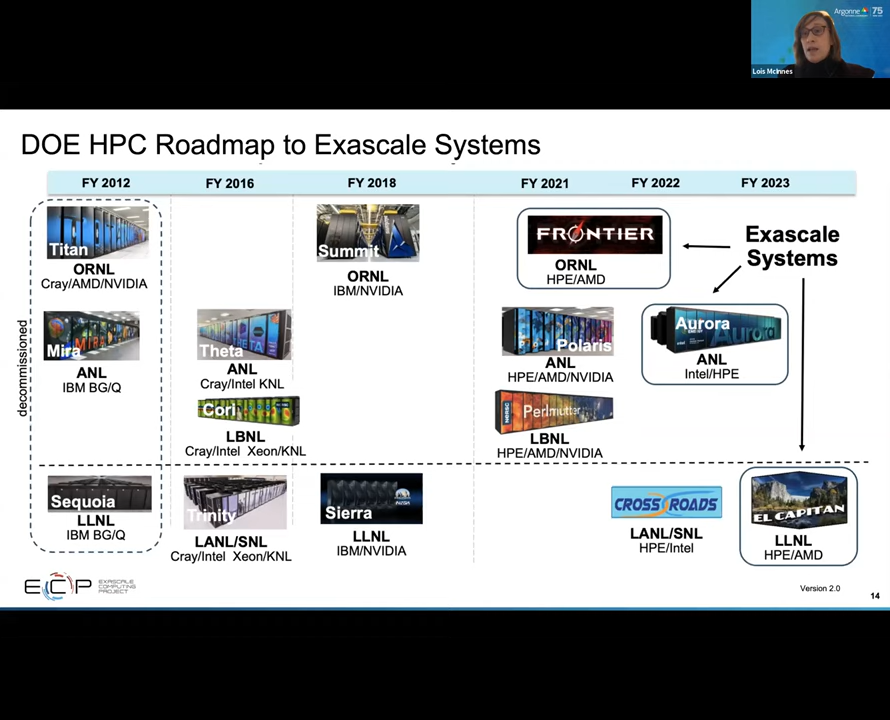 Argonne
75
Lois McInnes
DOE HPC Roadmap to Exascale Systems
FY 2012
FY 2016
FY 2018
FY 2021
FY 2022
FY 2023
decommissioned
Titan
ORNL
Cray/AMD/NVIDIA
Summit
ORNL
IBM/NVIDIA
FRONTIER
ORNL
HPE/AMD
Exascale
Systems
Mira
MIRA
ANL
IBM BG/Q
Theta
THETA
ANL
Cray/Intel KNL
Polaris
ANL
HPE/AMD/NVIDIA
Aurora
Aurora
ANL
Intel/HPE
Cori
LBNL
Cray/Intel Xeon/KNL
NERSC
Perlmutter
LBNL
HPE/AMD/NVIDIA
Sequoia
LLNL
IBM BG/Q
Trinity
LANL/SNL
Cray/Intel Xeon/KNL
Sierra
LLNL
IBM/NVIDIA
CROSSROADS
LANL/SNL
HPE/Intel
EL CAPITAN
LLNL
HPE/AMD
ECP
EXASCALE
COMPUTING
PROJECT
Version 2.0
14